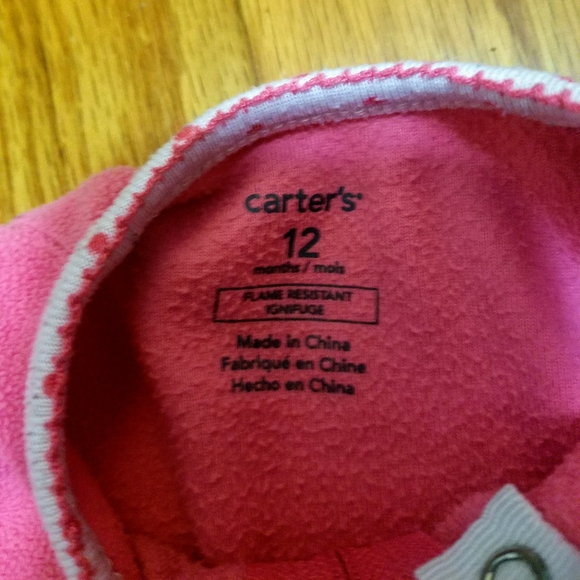 carter's®
12
months / mois
FLAME RESISTANT
IGNIFUGE
Made in China
Fabriqué en Chine
Hecho en China